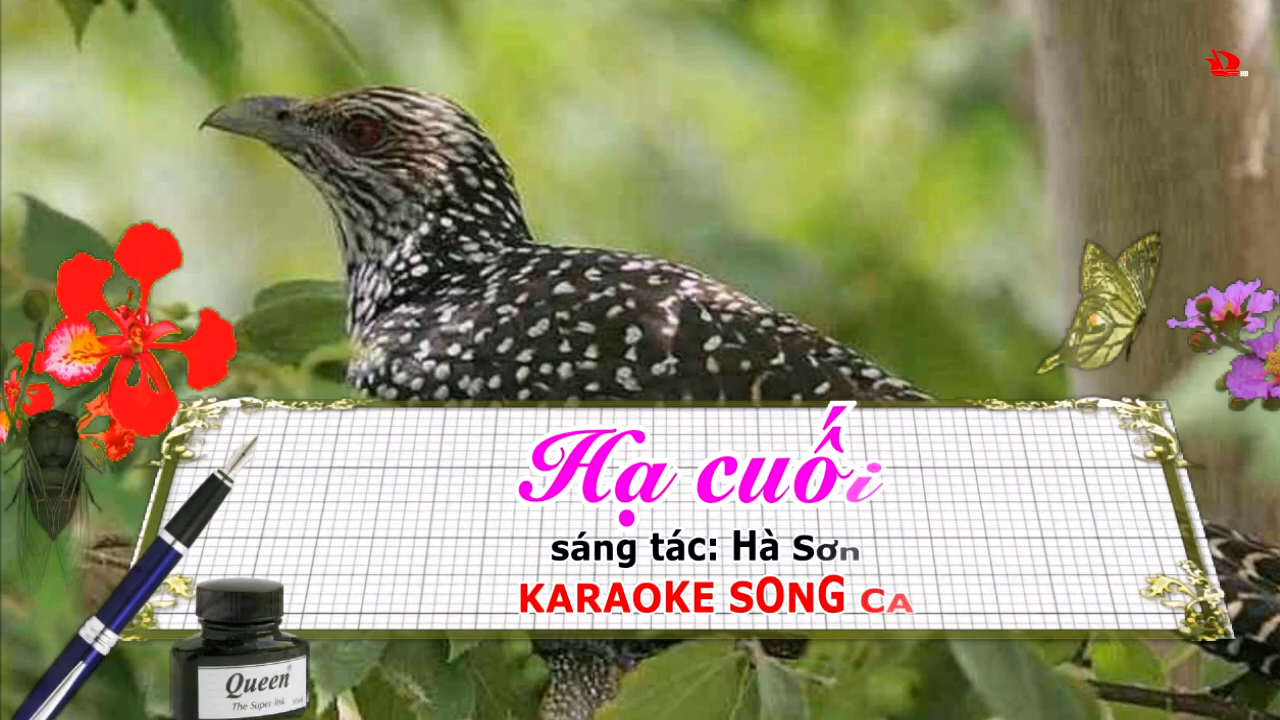 Hạ cuối
sáng tác: Hà Sơn
KARAOKE SONG CA
Queen
The Super Ink